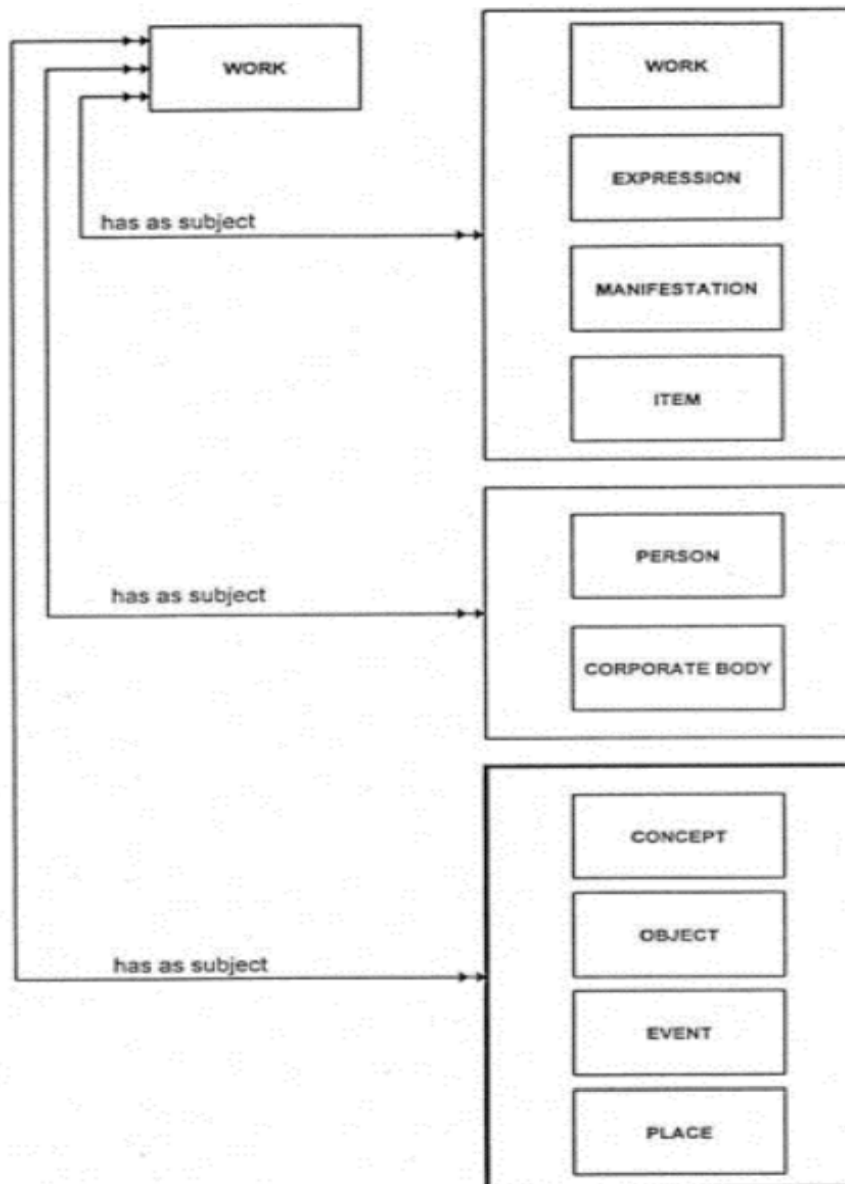 WORK
WORK
EXPRESSION
has as subject
MANIFESTATION
ITEM
PERSON
has as subject
CORPORATE BODY
CONCEPT
OBJECT
has as subject
EVENT
PLACE